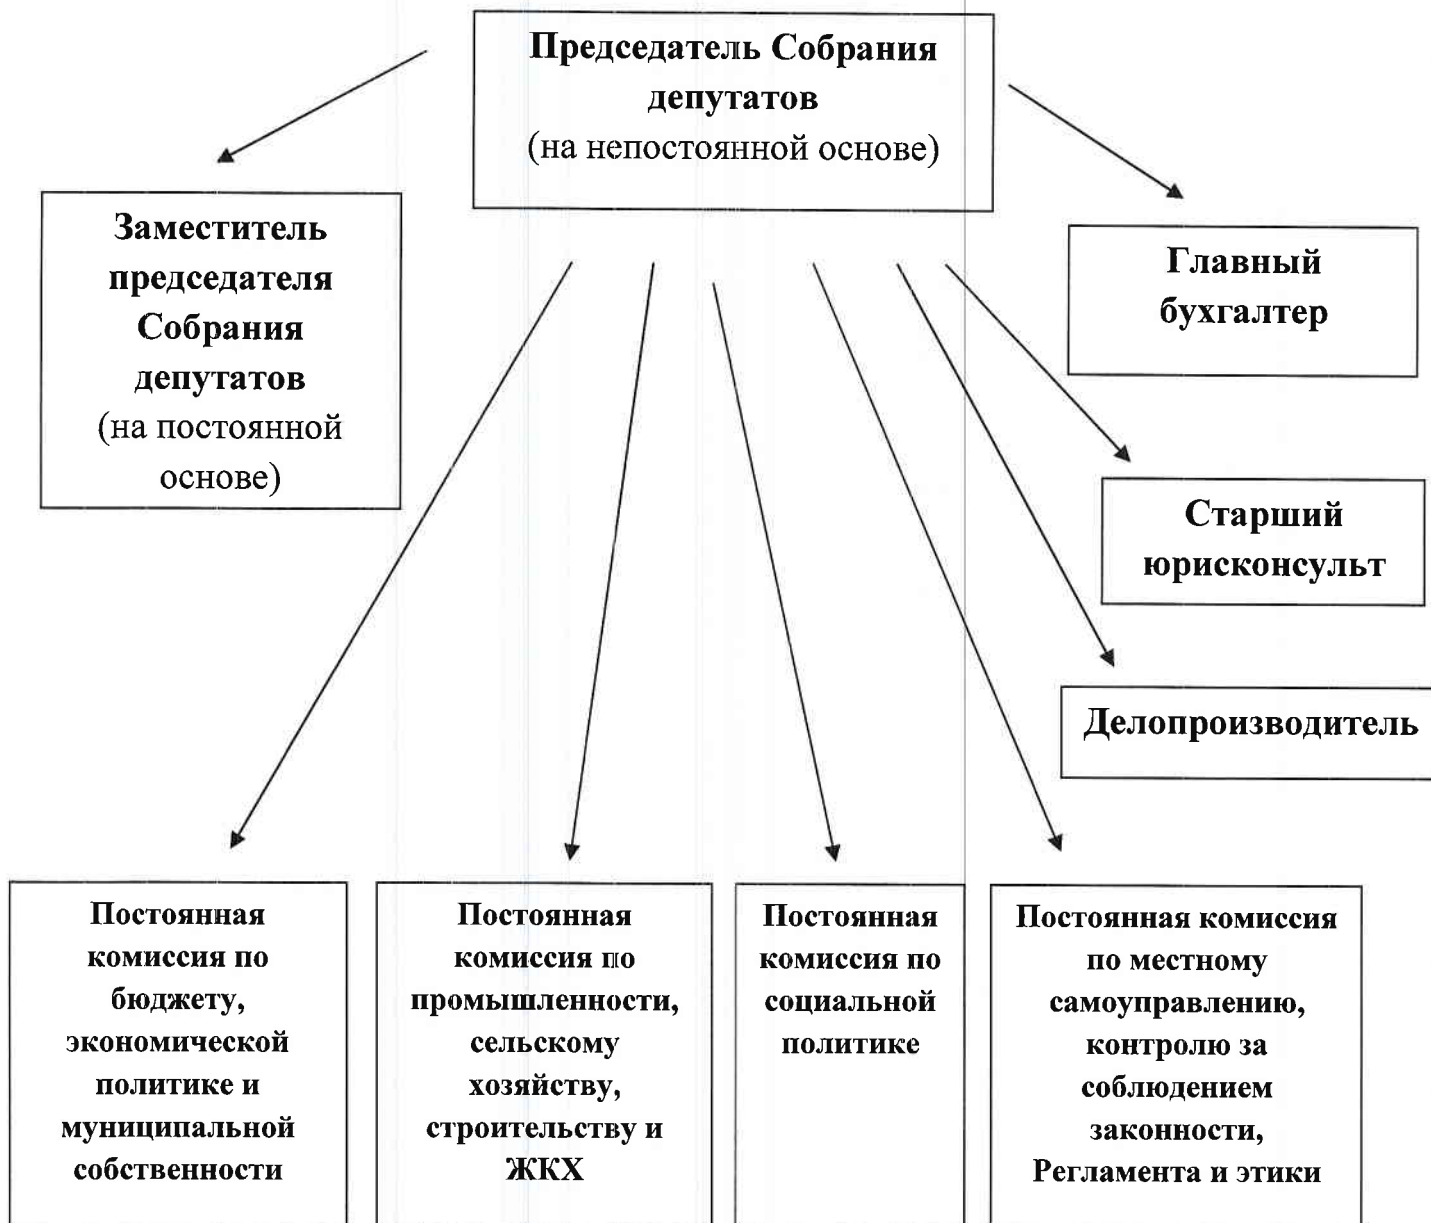 Председатель Собрания
депутатов
(на непостоянной основе)
Заместитель
председателя
Собрания
депутатов
(на постоянной
основе)
Главный
бухгалтер
Старший
юрисконсульт
Делопроизводитель
Постоянная
комиссия по
бюджету,
экономической
политике и
муниципальной
собственности
Постоянная
комиссия по
промышленности,
сельскому
хозяйству,
строительству и
ЖКХ
Постоянная
комиссия по
социальной
политике
Постоянная комиссия
по местному
самоуправлению,
контролю за
соблюдением
законности,
Регламента и этики